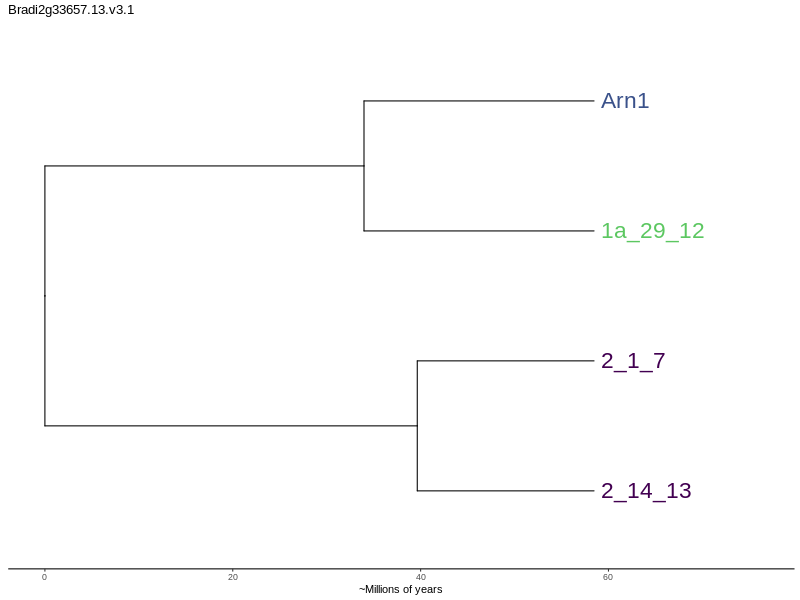 Bradi2g33657.13.v3.1
Arn1
1a_29_12
2_1_7
2_14_13
0 20 40 60
~Millions of years